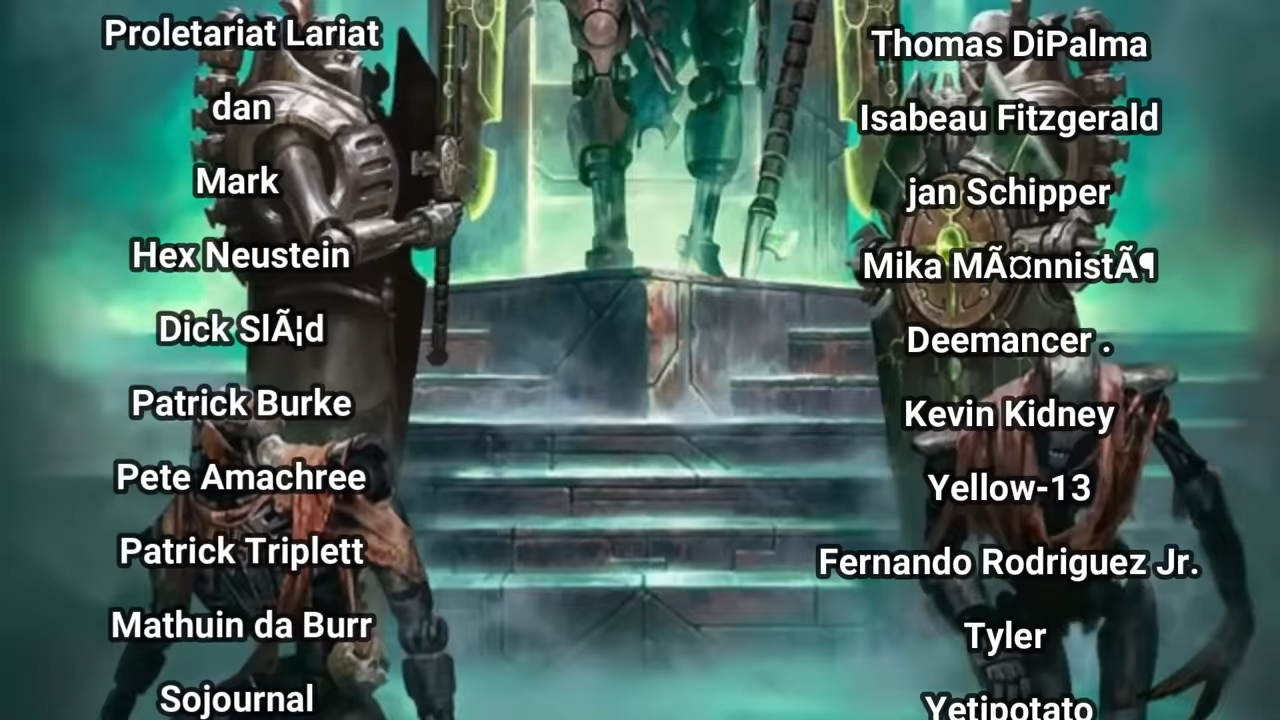 Proletariat Lariat
dan
Mark
Hex Neustein
Dick SlÃ¦d
Patrick Burke
Pete Amachree
Patrick Triplett
Mathuin da Burr
Sojournal
Thomas DiPalma
Isabeau Fitzgerald
jan Schipper
Mika MÃ¤nnistÃ¶
Deemancer .
Kevin Kidney
Yellow-13
Fernando Rodriguez Jr.
Tyler
Yetipotato